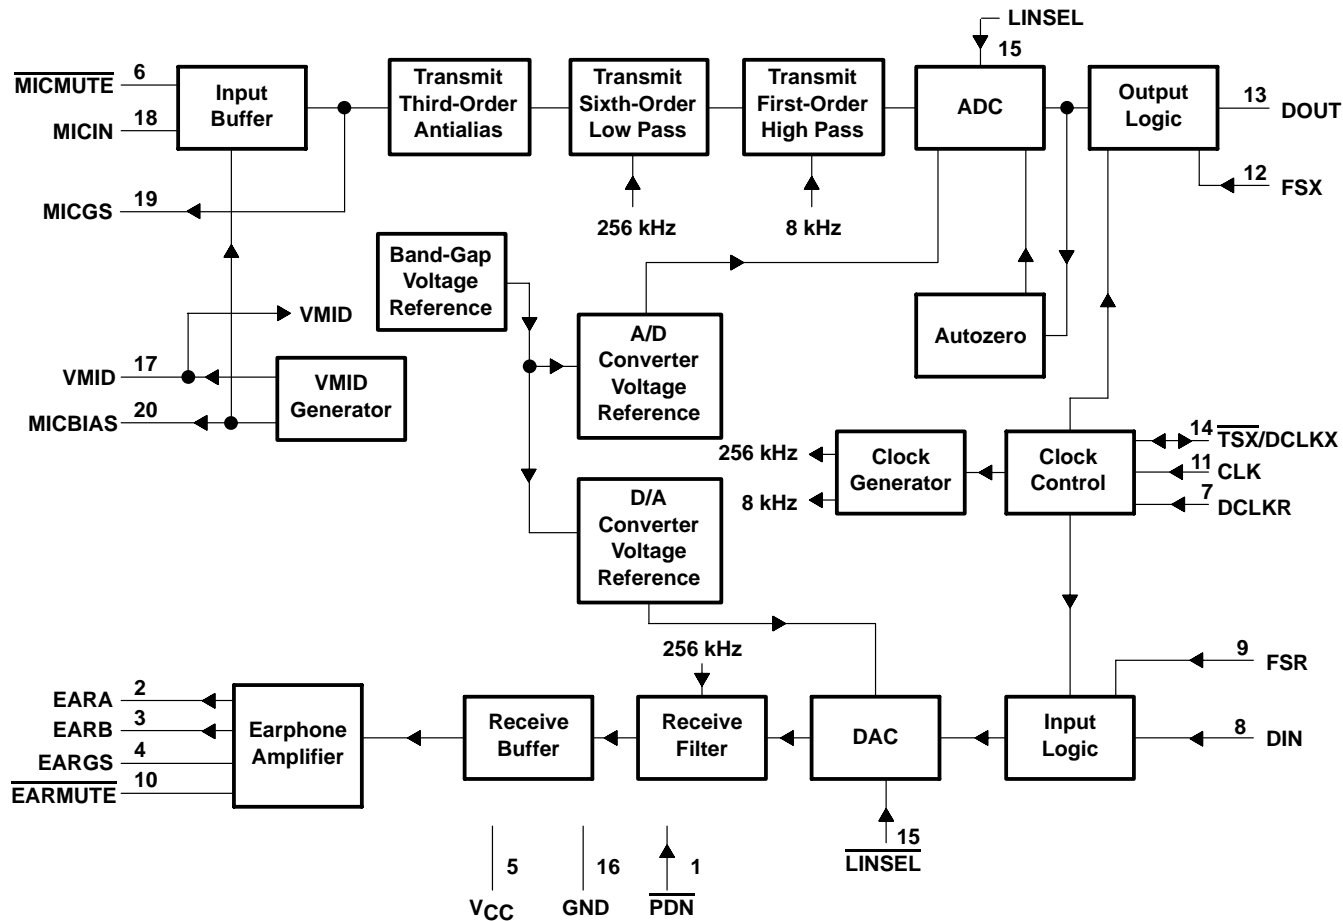 LINSEL
15
MICMUTE
6
Input
Buffer
Transmit
Third-Order
Antialias
Transmit
Sixth-Order
Low Pass
Transmit
First-Order
High Pass
ADC
Output
Logic
13
DOUT
MICIN
18
12
FSX
MICGS
19
256 kHz
8 kHz
Band-Gap
Voltage
Reference
VMID
A/D
Converter
Voltage
Reference
Autozero
VMID
17
VMID
Generator
MICBIAS
20
256 kHz
8 kHz
Clock
Generator
Clock
Control
14
TSX/DCLKX
11
CLK
7
DCLKR
D/A
Converter
Voltage
Reference
256 kHz
9
FSR
EARA
2
EARB
3
EARGS
4
EARMUTE
10
Earphone
Amplifier
Receive
Buffer
Receive
Filter
DAC
Input
Logic
8
DIN
15
LINSEL
5
VCC
16
GND
1
PDN